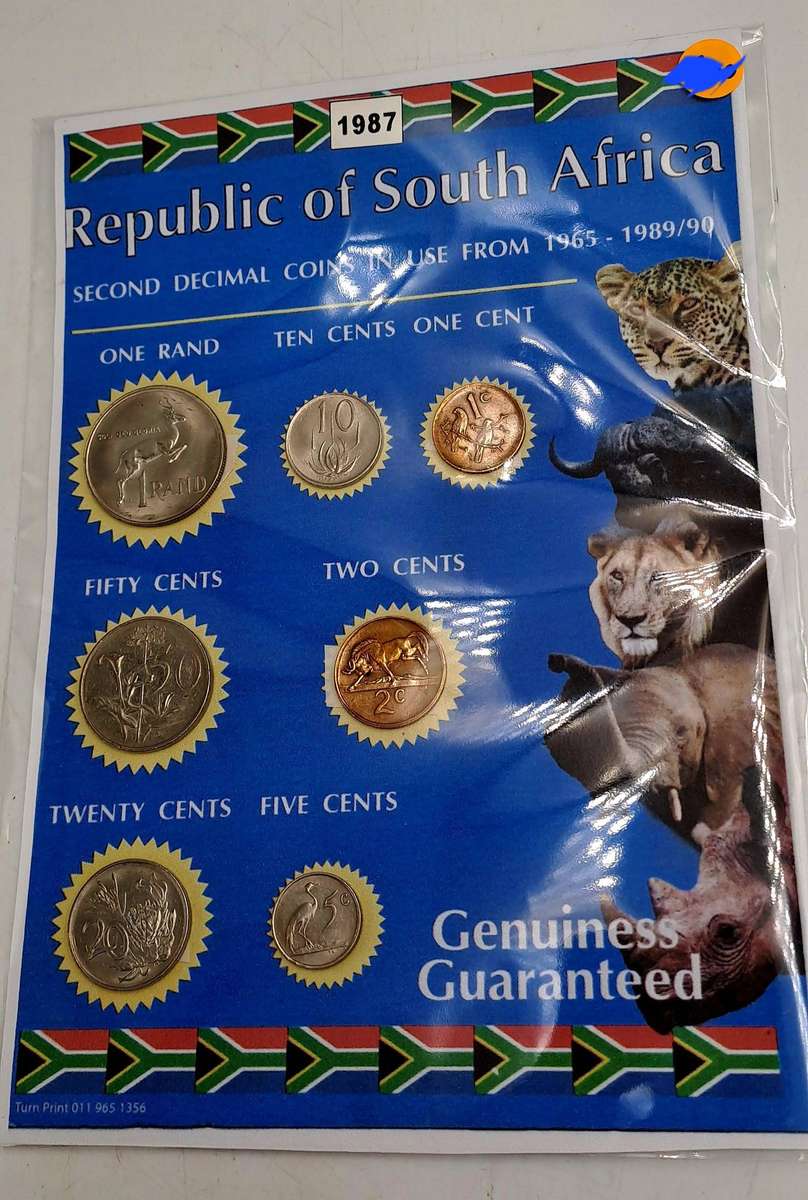 1987
Republic of South Africa
SECOND DECIMAL COINS IN USE FROM 1965 - 1989/90
ONE RAND
TEN CENTS
ONE CENT
1 RAND
10
1c
FIFTY CENTS
TWO CENTS
50
2c
TWENTY CENTS
FIVE CENTS
20
5c
Genuiness
Guaranteed
Turn Print 011 965 1356